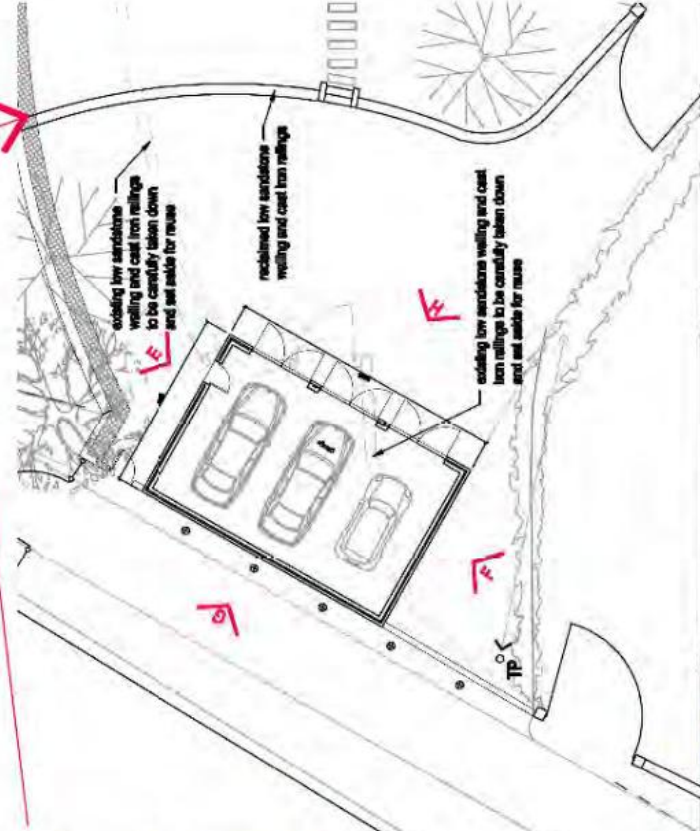 existing low sandstone
walling and cast iron railings
to be carefully taken down
and set aside for reuse
reclaimed low sandstone
walling and cast iron railings
existing low sandstone walling and cast
iron railings to be carefully taken down
and set aside for reuse
E
H
F
G
TP